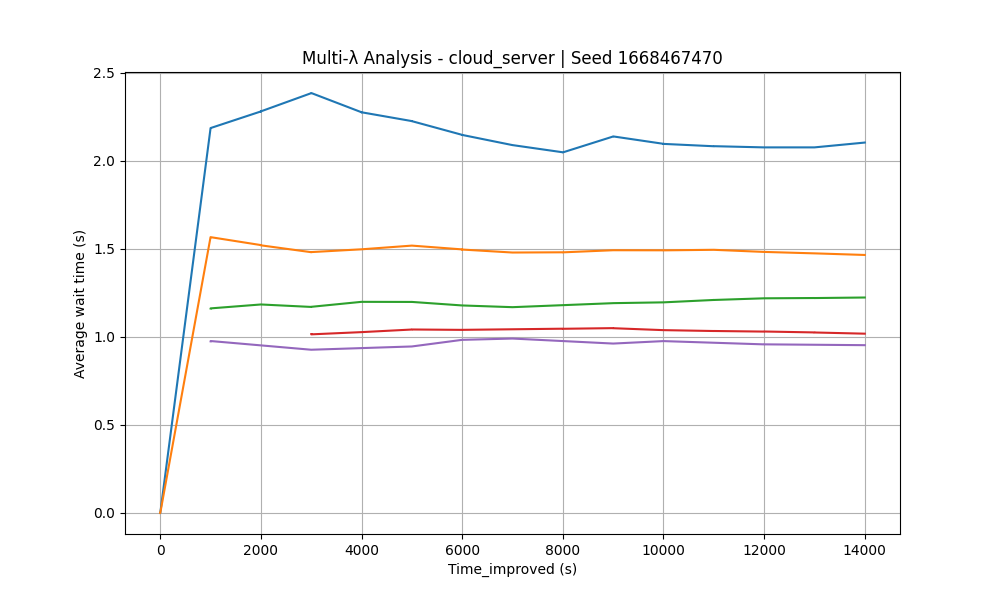 Multi-λ Analysis - cloud_server | Seed 1668467470
2.5
2.0
1.5
1.0
0.5
0.0
Average wait time (s)
0 2000 4000 6000 8000 10000 12000 14000
Time_improved (s)